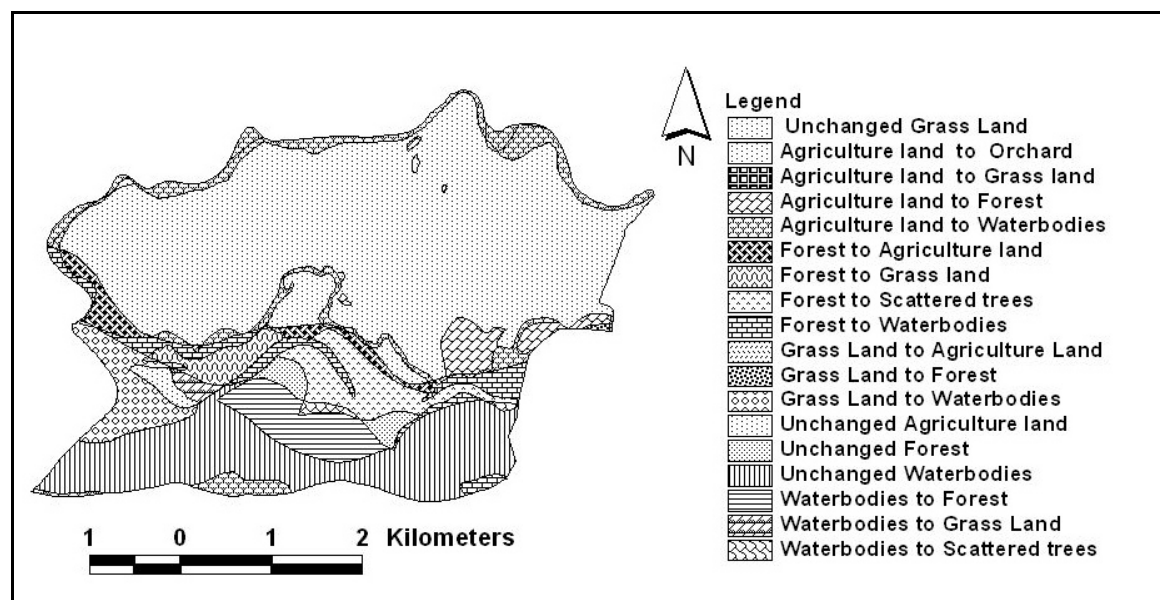 Legend
Unchanged Grass Land
Agriculture land to Orchard
Agriculture land to Grass land
Agriculture land to Forest
Agriculture land to Waterbodies
Forest to Agriculture land
Forest to Grass land
Forest to Scattered trees
Forest to Waterbodies
Grass Land to Agriculture Land
Grass Land to Forest
Grass Land to Waterbodies
Unchanged Agriculture land
Unchanged Forest
Unchanged Waterbodies
Waterbodies to Forest
Waterbodies to Grass Land
Waterbodies to Scattered trees
N
1 0 1 2 Kilometers